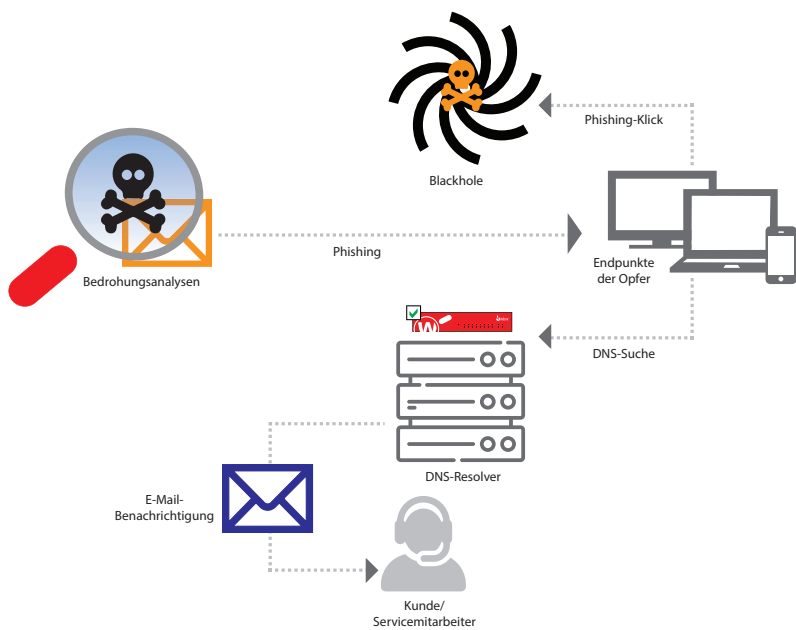 Phishing-Klick
Blackhole
Phishing
Bedrohungsanalysen
Endpunkte
der Opfer
W
DNS-Suche
DNS-Resolver
E-Mail-
Benachrichtigung
Kunde/
Servicemitarbeiter